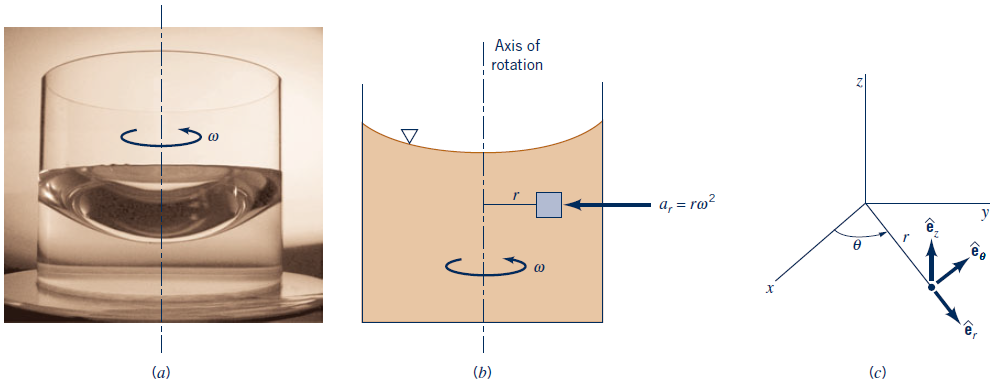 ω
(a)
Axis of
rotation
r
a_r = rω²
ω
(b)
z
y
x
θ
r
ê_z
ê_θ
ê_r
(c)